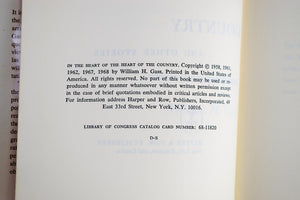 COUNTRY
IN THE HEART OF THE HEART OF THE COUNTRY. Copyright © 1958, 1961,
1962, 1967, 1968 by William H. Gass. Printed in the United States of
America. All rights reserved. No part of this book may be used or re-
produced in any manner whatsoever without written permission except
in the case of brief quotations embodied in critical articles and reviews.
For information address Harper and Row, Publishers, Incorporated, 49
East 33rd Street, New York, N.Y. 10016.
LIBRARY OF CONGRESS CATALOG CARD NUMBER: 68-11820
D-S